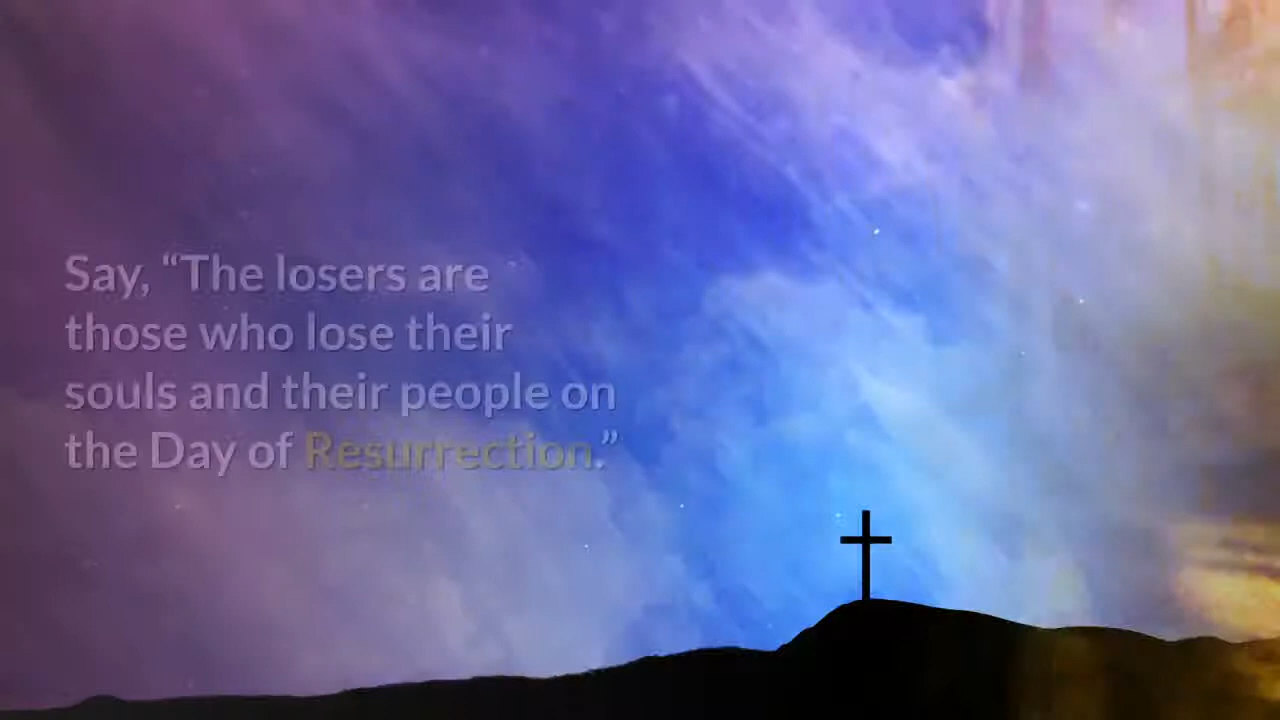 Say, “The losers are
those who lose their
souls and their people on
the Day of Resurrection.”